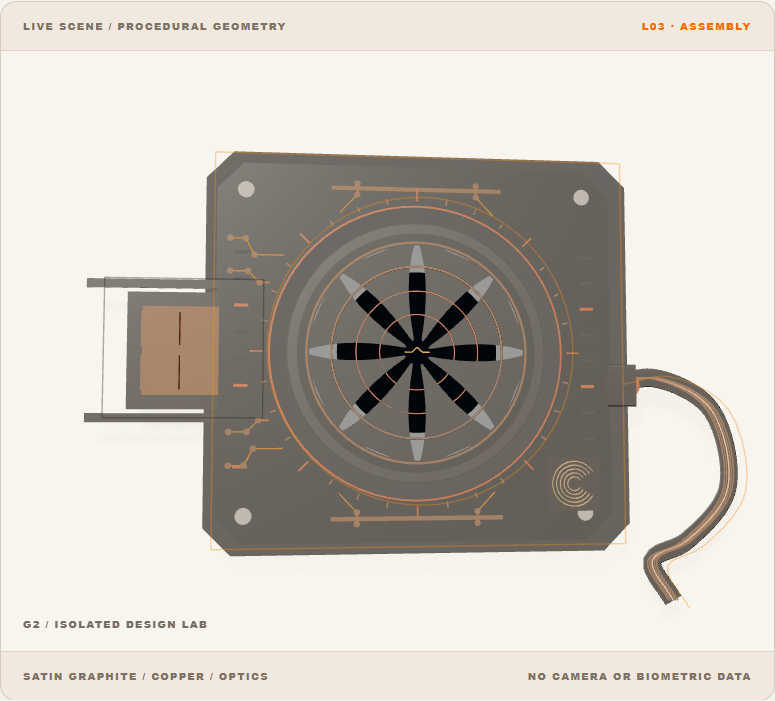 LIVE SCENE / PROCEDURAL GEOMETRY
L03 · ASSEMBLY
G2 / ISOLATED DESIGN LAB
SATIN GRAPHITE / COPPER / OPTICS
NO CAMERA OR BIOMETRIC DATA